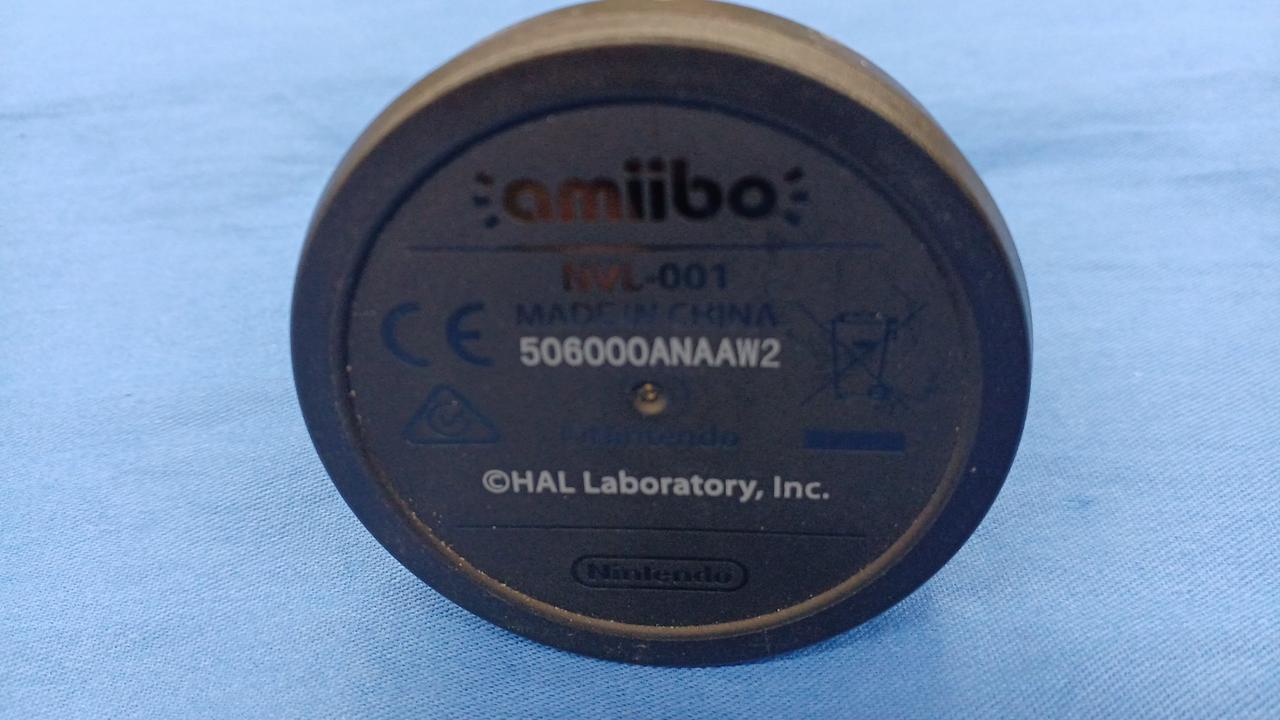 amiibo
NVL-001
MADE IN CHINA
CE
506000ANAAW2
©Nintendo
©HAL Laboratory, Inc.
Nintendo